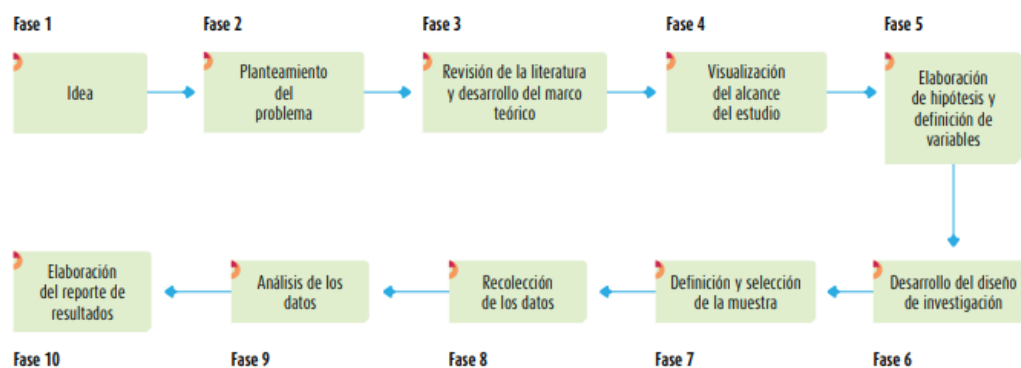 Fase 1
Fase 2
Fase 3
Fase 4
Fase 5
Idea
Planteamiento
del
problema
Revisión de la literatura
y desarrollo del marco
teórico
Visualización
del alcance
del estudio
Elaboración
de hipótesis y
definición de
variables
Elaboración
del reporte de
resultados
Análisis de los
datos
Recolección
de los datos
Definición y selección
de la muestra
Desarrollo del diseño
de investigación
Fase 10
Fase 9
Fase 8
Fase 7
Fase 6